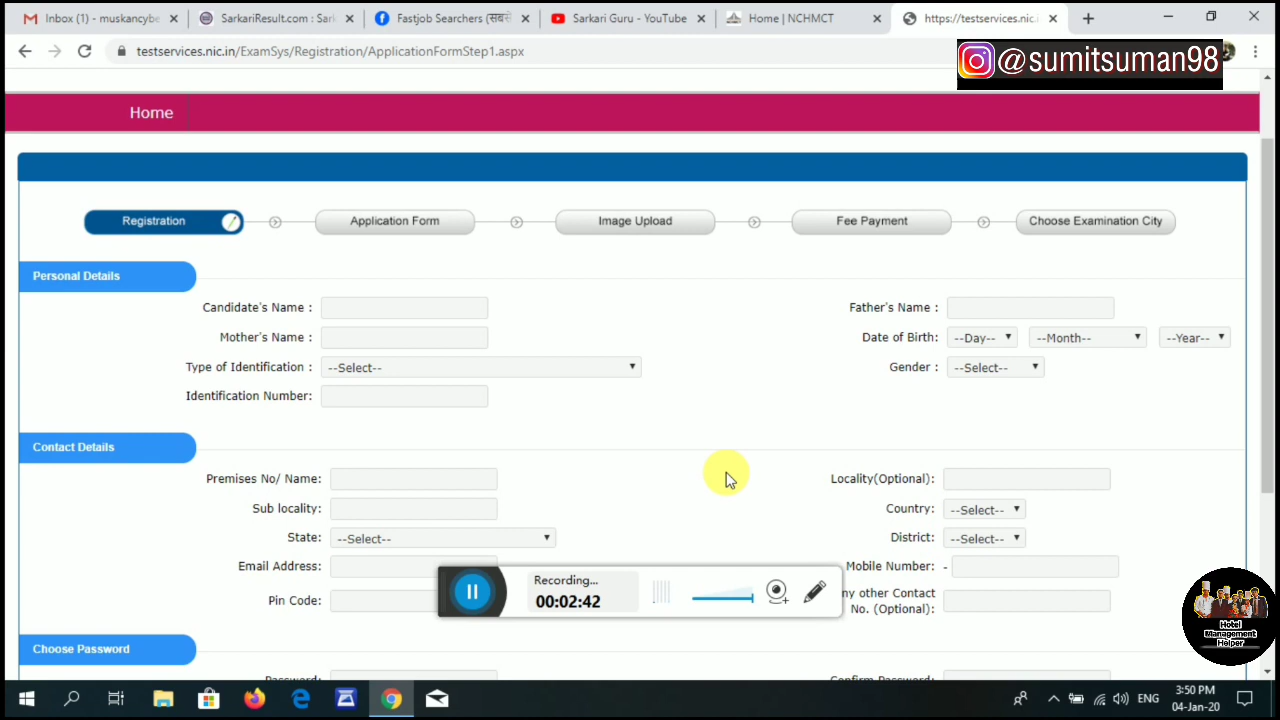 Inbox (1) - muskancybe
SarkariResult.com : Sark
Fastjob Searchers (सबसे
Sarkari Guru - YouTube
Home | NCHMCT
https://testservices.nic.i
testservices.nic.in/ExamSys/Registration/ApplicationFormStep1.aspx
@sumitsuman98
Home
Registration
Application Form
Image Upload
Fee Payment
Choose Examination City
Personal Details
Candidate's Name :
Father's Name :
Mother's Name :
Date of Birth: --Day-- --Month-- --Year--
Type of Identification : --Select--
Gender : --Select--
Identification Number:
Contact Details
Premises No/ Name:
Locality(Optional):
Sub locality:
Country: --Select--
State: --Select--
District: --Select--
Email Address:
Mobile Number: -
Recording...
00:02:42
Pin Code:
ny other Contact
No. (Optional):
Hotel
Management
Helper
Choose Password
Password:
Confirm Password:
ENG
3:50 PM
04-Jan-20